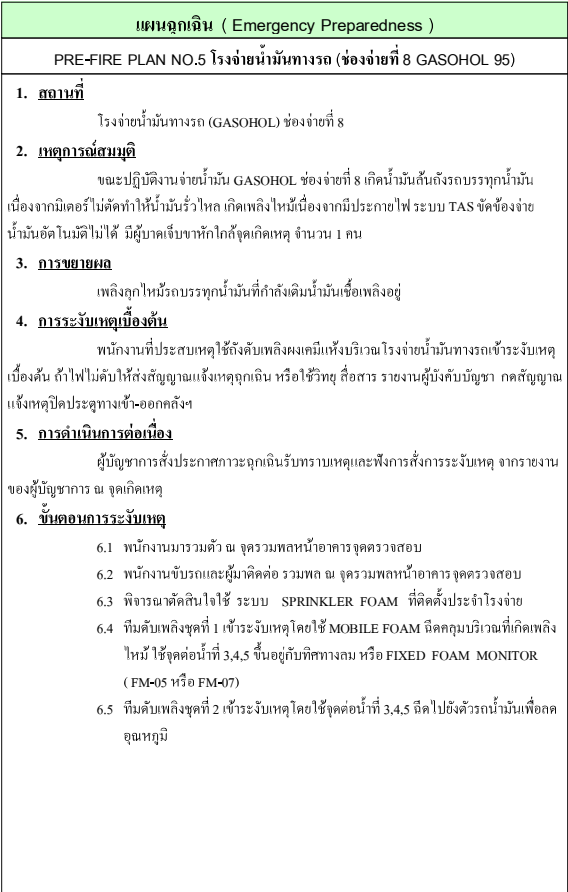 แผนฉุกเฉิน ( Emergency Preparedness )
PRE-FIRE PLAN NO.5 โรงจ่ายน้ำมันทางรถ (ช่องจ่ายที่ 8 GASOHOL 95)
1. สถานที่
โรงจ่ายน้ำมันทางรถ (GASOHOL) ช่องจ่ายที่ 8
2. เหตุการณ์สมมุติ
ขณะปฏิบัติงานจ่ายน้ำมัน GASOHOL ช่องจ่ายที่ 8 เกิดน้ำมันล้นถังรถบรรทุกน้ำมัน
เนื่องจากมิเตอร์ไม่ตัดทำให้น้ำมันรั่วไหล เกิดเพลิงไหม้เนื่องจากมีประกายไฟ ระบบ TAS ขัดข้องจ่าย
น้ำมันอัตโนมัติไม่ได้ มีผู้บาดเจ็บขาหักใกล้จุดเกิดเหตุ จำนวน 1 คน
3. การขยายผล
เพลิงลุกไหม้รถบรรทุกน้ำมันที่กำลังเติมน้ำมันเชื้อเพลิงอยู่
4. การระงับเหตุเบื้องต้น
พนักงานที่ประสบเหตุใช้ถังดับเพลิงผงเคมีแห้งบริเวณโรงจ่ายน้ำมันทางรถเข้าระงับเหตุ
เบื้องต้น ถ้าไฟไม่ดับให้ส่งสัญญาณแจ้งเหตุฉุกเฉิน หรือใช้วิทยุ สื่อสาร รายงานผู้บังคับบัญชา กดสัญญาณ
แจ้งเหตุปิดประตูทางเข้า-ออกคลังฯ
5. การดำเนินการต่อเนื่อง
ผู้บัญชาการสั่งประกาศภาวะฉุกเฉินรับทราบเหตุและฟังการสั่งการระงับเหตุ จากรายงาน
ของผู้บัญชาการ ณ จุดเกิดเหตุ
6. ขั้นตอนการระงับเหตุ
6.1 พนักงานมารวมตัว ณ จุดรวมพลหน้าอาคารจุดตรวจสอบ
6.2 พนักงานขับรถและผู้มาติดต่อ รวมพล ณ จุดรวมพลหน้าอาคารจุดตรวจสอบ
6.3 พิจารณาตัดสินใจใช้ ระบบ SPRINKLER FOAM ที่ติดตั้งประจำโรงจ่าย
6.4 ทีมดับเพลิงชุดที่ 1 เข้าระงับเหตุโดยใช้ MOBILE FOAM ฉีดคลุมบริเวณที่เกิดเพลิง
ไหม้ ใช้จุดต่อน้ำที่ 3,4,5 ขึ้นอยู่กับทิศทางลม หรือ FIXED FOAM MONITOR
( FM-05 หรือ FM-07)
6.5 ทีมดับเพลิงชุดที่ 2 เข้าระงับเหตุโดยใช้จุดต่อน้ำที่ 3,4,5 ฉีดไปยังตัวรถน้ำมันเพื่อลด
อุณหภูมิ